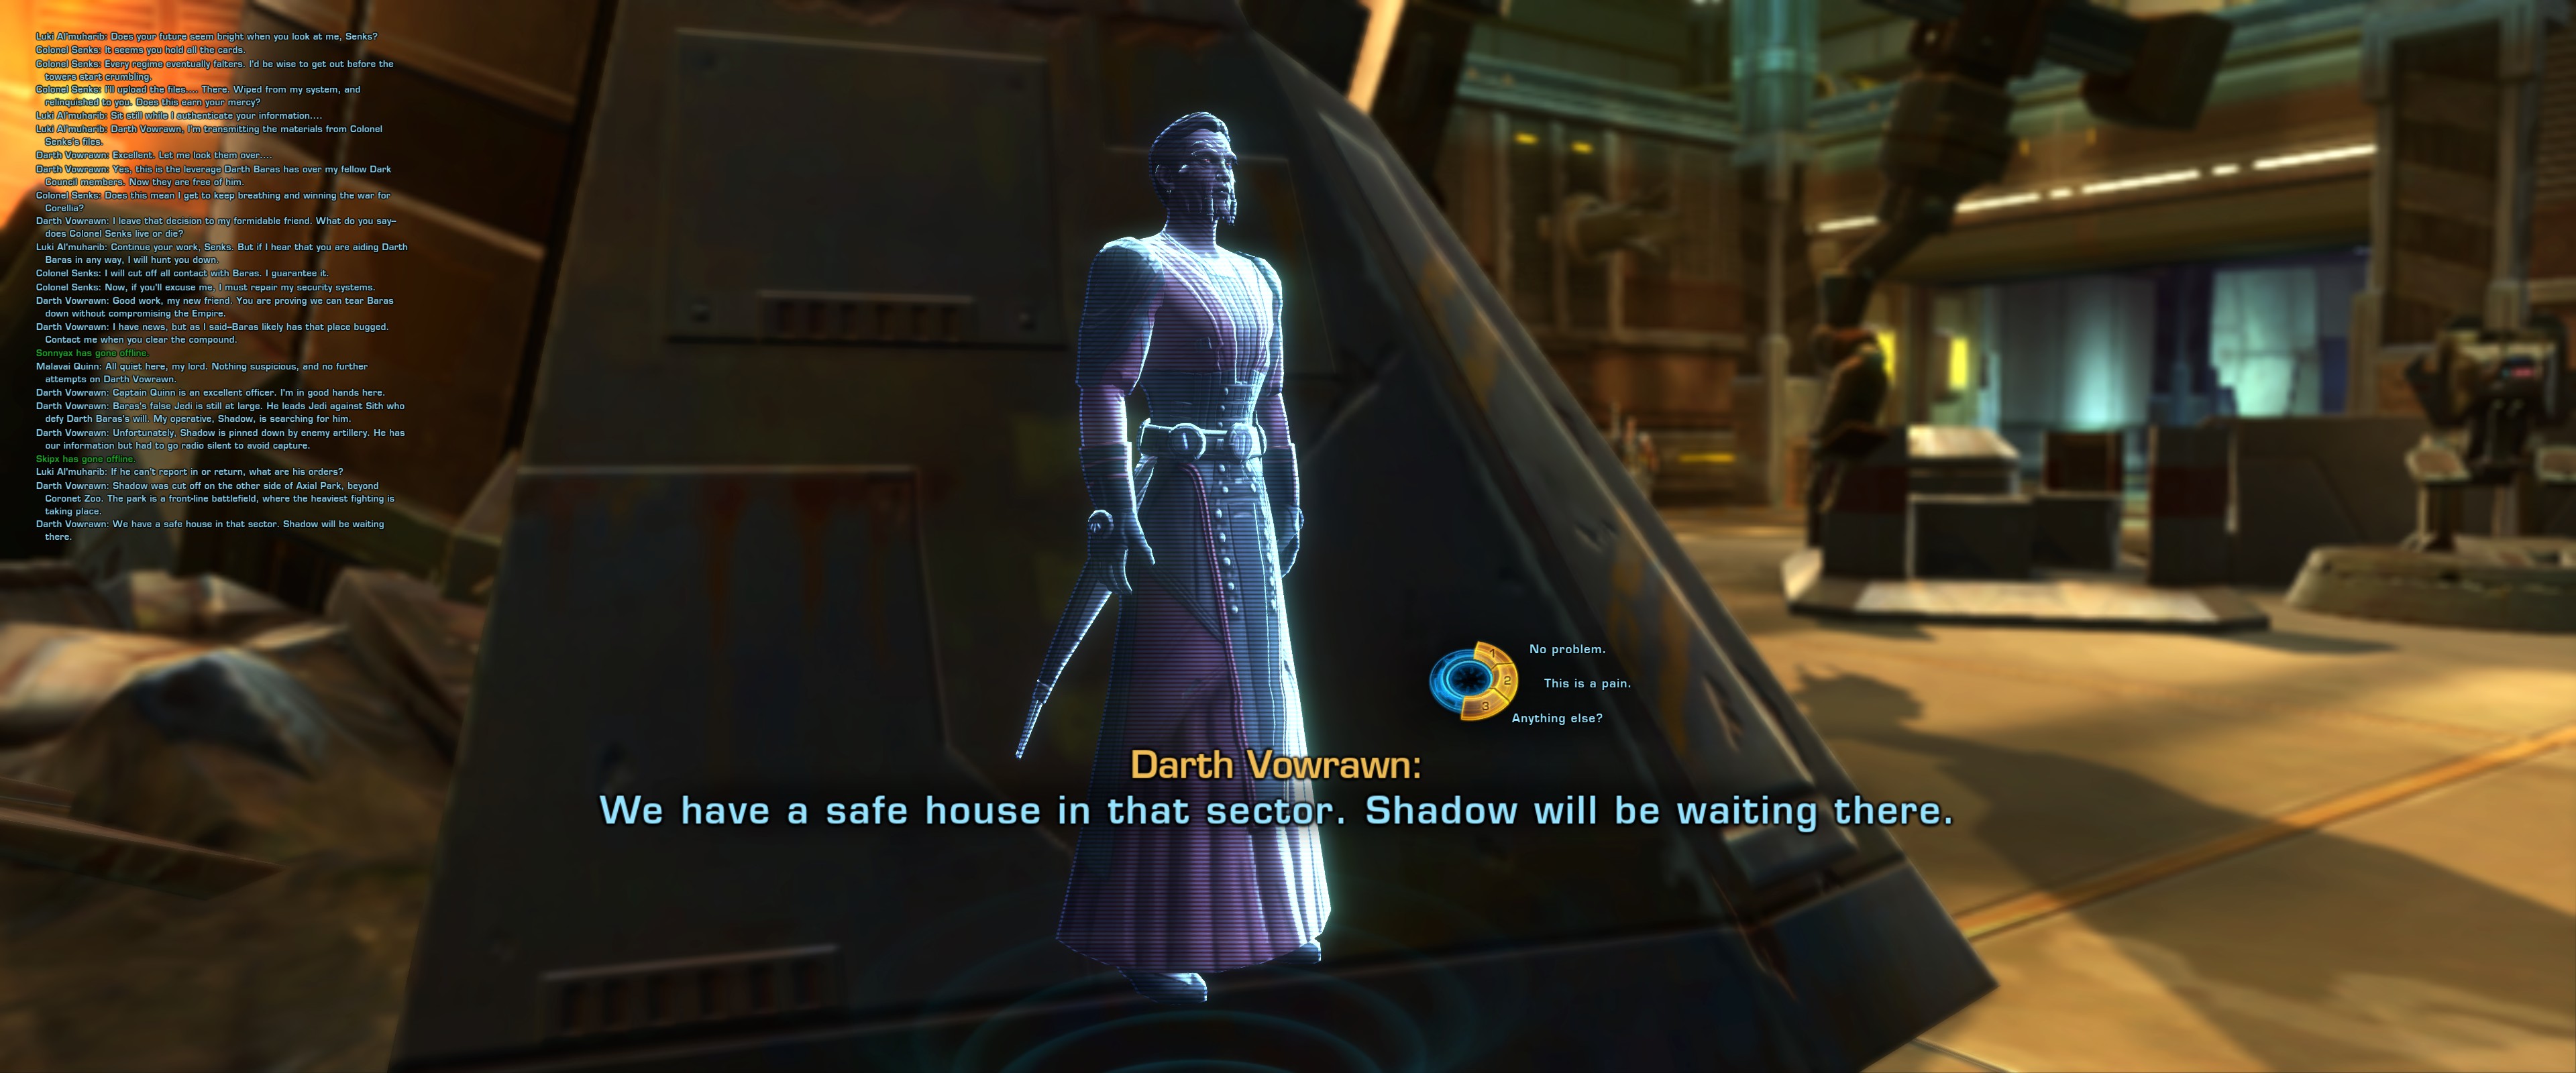 Luki Al'muharib: Does your future seem bright when you look at me, Senks?
Colonel Senks: It seems you hold all the cards.
Colonel Senks: Every regime eventually falters. I'd be wise to get out before the
towers start crumbling.
Colonel Senks: I'll upload the files.... There. Wiped from my system, and
relinquished to you. Does this earn your mercy?
Luki Al'muharib: Sit still while I authenticate your information....
Luki Al'muharib: Darth Vowrawn, I'm transmitting the materials from Colonel
Senks's files.
Darth Vowrawn: Excellent. Let me look them over....
Darth Vowrawn: Yes, this is the leverage Darth Baras has over my fellow Dark
Council members. Now they are free of him.
Colonel Senks: Does this mean I get to keep breathing and winning the war for
Corellia?
Darth Vowrawn: I leave that decision to my formidable friend. What do you say—
does Colonel Senks live or die?
Luki Al'muharib: Continue your work, Senks. But if I hear that you are aiding Darth
Baras in any way, I will hunt you down.
Colonel Senks: I will cut off all contact with Baras. I guarantee it.
Colonel Senks: Now, if you'll excuse me, I must repair my security systems.
Darth Vowrawn: Good work, my new friend. You are proving we can tear Baras
down without compromising the Empire.
Darth Vowrawn: I have news, but as I said—Baras likely has that place bugged.
Contact me when you clear the compound.
Sonnyax has gone offline.
Malavai Quinn: All quiet here, my lord. Nothing suspicious, and no further
attempts on Darth Vowrawn.
Darth Vowrawn: Captain Quinn is an excellent officer. I'm in good hands here.
Darth Vowrawn: Baras's false Jedi is still at large. He leads Jedi against Sith who
defy Darth Baras's will. My operative, Shadow, is searching for him.
Darth Vowrawn: Unfortunately, Shadow is pinned down by enemy artillery. He has
our information but had to go radio silent to avoid capture.
Skipx has gone offline.
Luki Al'muharib: If he can't report in or return, what are his orders?
Darth Vowrawn: Shadow was cut off on the other side of Axial Park, beyond
Coronet Zoo. The park is a front-line battlefield, where the heaviest fighting is
taking place.
Darth Vowrawn: We have a safe house in that sector. Shadow will be waiting
there.
1 No problem.
2 This is a pain.
3 Anything else?
Darth Vowrawn:
We have a safe house in that sector. Shadow will be waiting there.